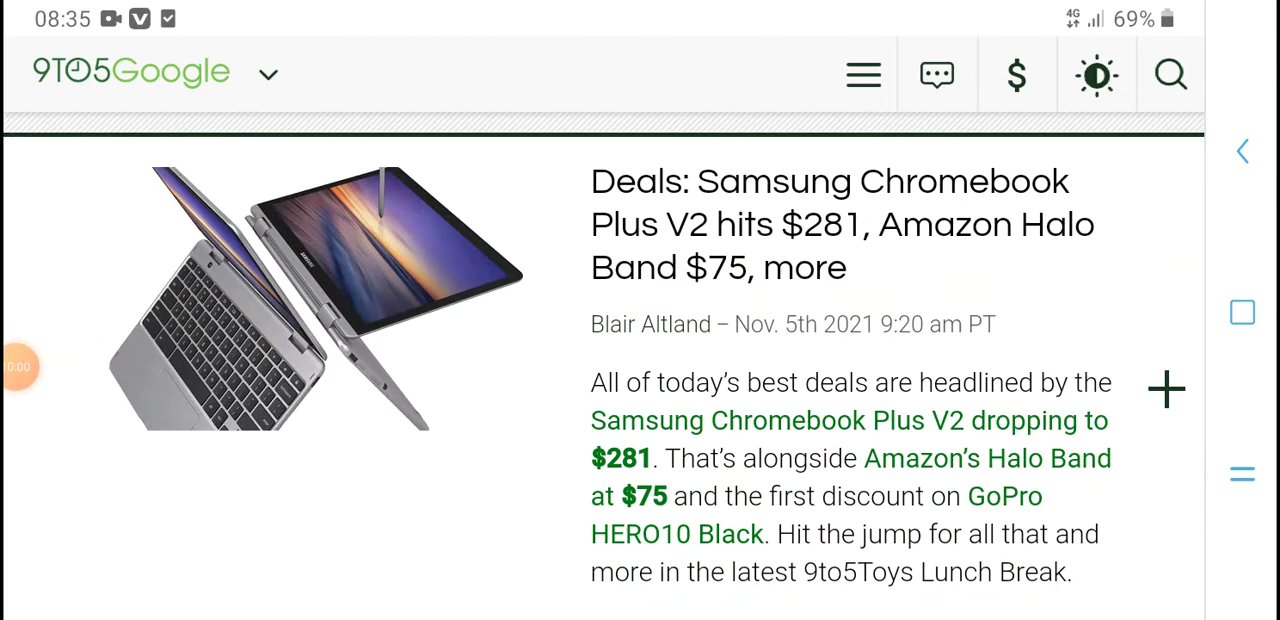 08:35
4G 69%
9TO5Google
Deals: Samsung Chromebook
Plus V2 hits $281, Amazon Halo
Band $75, more
Blair Altland – Nov. 5th 2021 9:20 am PT
All of today's best deals are headlined by the
Samsung Chromebook Plus V2 dropping to
$281. That's alongside Amazon's Halo Band
at $75 and the first discount on GoPro
HERO10 Black. Hit the jump for all that and
more in the latest 9to5Toys Lunch Break.
SAMSUNG